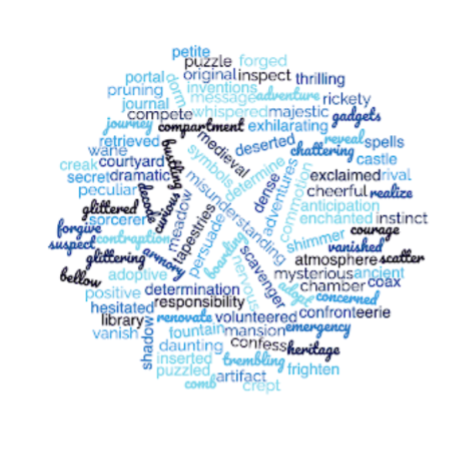 petite
puzzle forged
portal dorm original inspect thrilling
pruning inventions
journal message adventure rickety
compete whispered majestic gadgets
journey compartment exhilarating
retrieved bustling medieval deserted reveal spells
wane symbols chattering castle
creak courtyard determine
secret dramatic dense adventures commotion exclaimed rival
peculiar decode curious misunderstanding cheerful realize
glittered meadow tapestries anticipation
sorcerer persuade enchanted instinct
forgive courage
suspect contraption boarding shimmer vanished
glittering armory scavenger atmosphere scatter
bellow adoptive nervous mysterious ancient
positive determination adapt chamber coax
hesitated responsibility concerned
library renovate volunteered confront eerie
vanish shadow fountain mansion emergency
daunting confess heritage
inserted trembling
puzzled frighten
comb artifact
crept